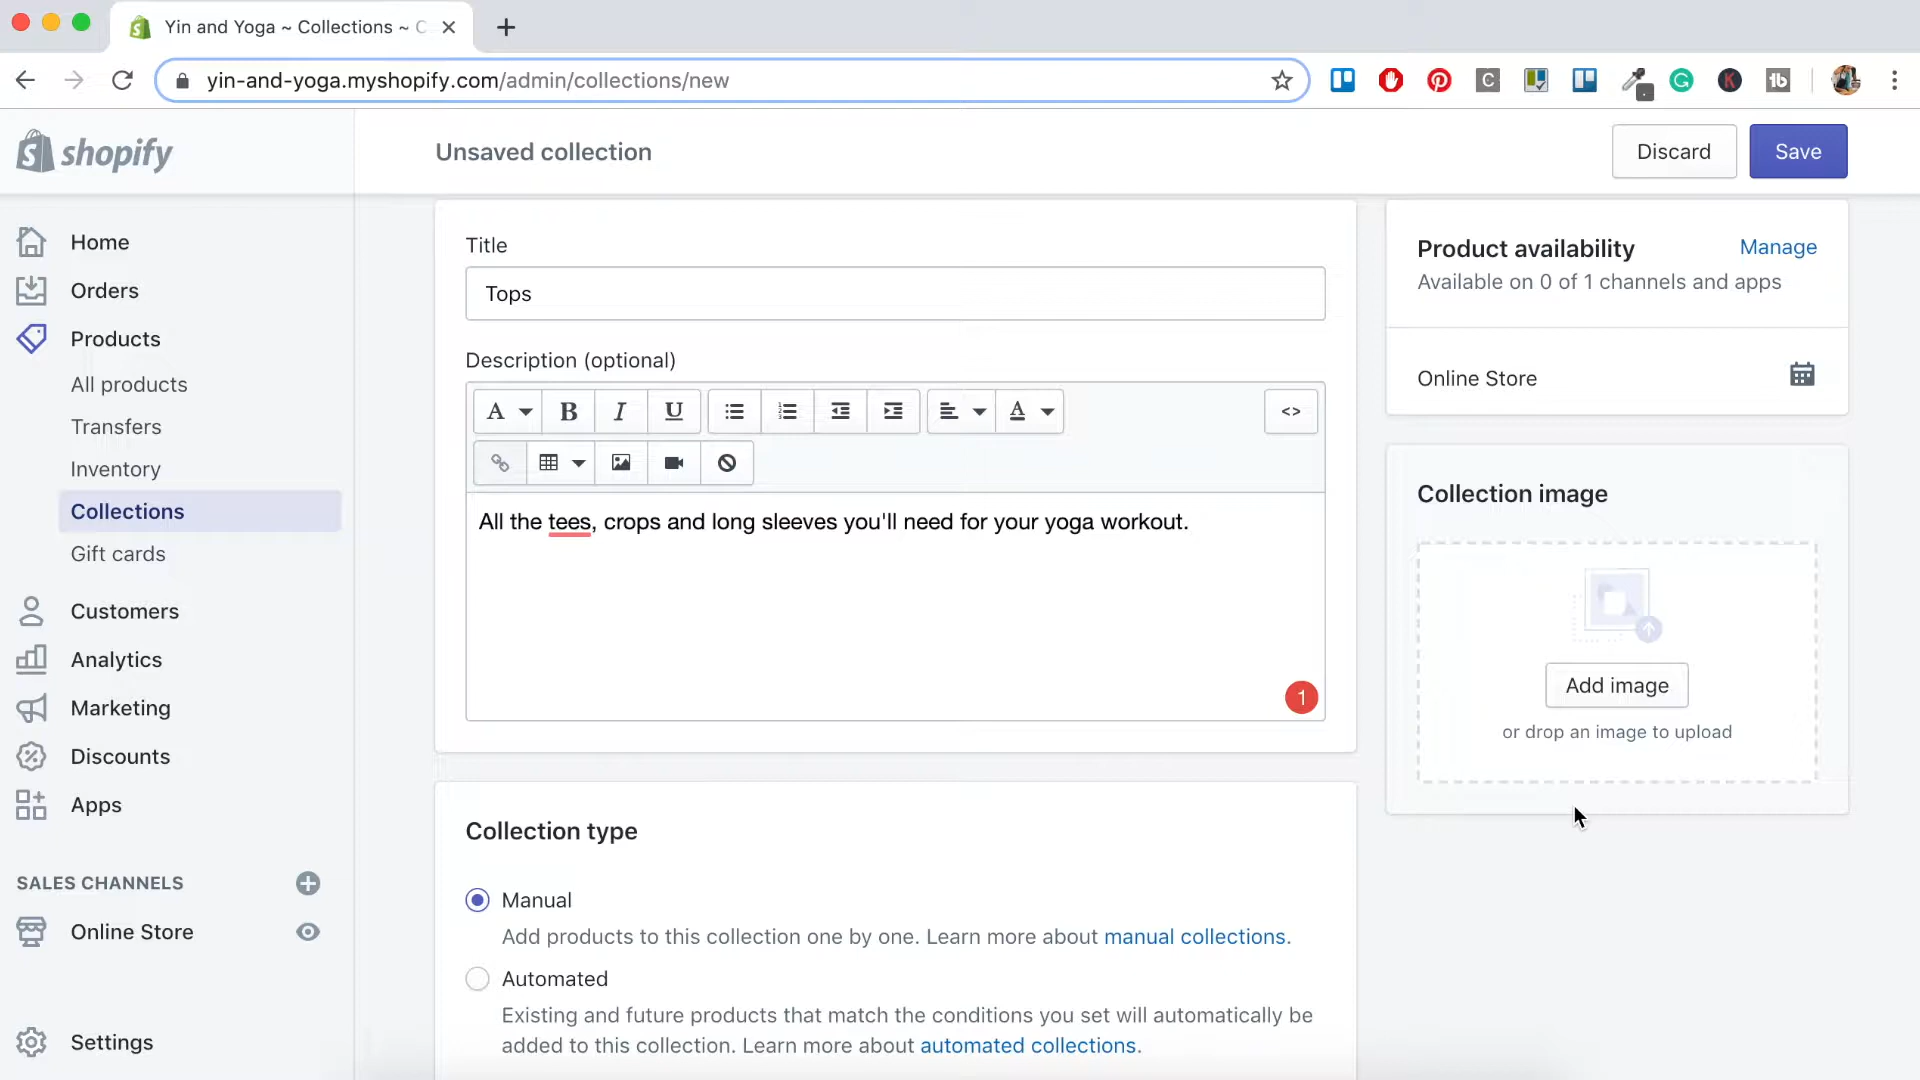 Yin and Yoga ~ Collections ~ C
yin-and-yoga.myshopify.com/admin/collections/new
shopify
Unsaved collection
Discard
Save
Home
Orders
Products
All products
Transfers
Inventory
Collections
Gift cards
Customers
Analytics
Marketing
Discounts
Apps
SALES CHANNELS
Online Store
Settings
Title
Tops
Description (optional)
A B I U A <>
All the tees, crops and long sleeves you'll need for your yoga workout.
1
Collection type
Manual
Add products to this collection one by one. Learn more about manual collections.
Automated
Existing and future products that match the conditions you set will automatically be
added to this collection. Learn more about automated collections.
Product availability
Manage
Available on 0 of 1 channels and apps
Online Store
Collection image
Add image
or drop an image to upload